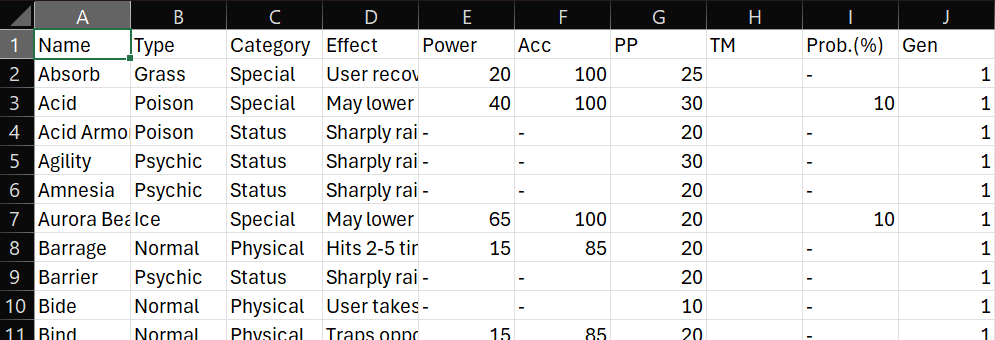 A B C D E F G H I J
1 Name Type Category Effect Power Acc PP TM Prob.(%) Gen
2 Absorb Grass Special User recov 20 100 25 - 1
3 Acid Poison Special May lower 40 100 30 10 1
4 Acid Armo Poison Status Sharply rai - - 20 - 1
5 Agility Psychic Status Sharply rai - - 30 - 1
6 Amnesia Psychic Status Sharply rai - - 20 - 1
7 Aurora Bea Ice Special May lower 65 100 20 10 1
8 Barrage Normal Physical Hits 2-5 tir 15 85 20 - 1
9 Barrier Psychic Status Sharply rai - - 20 - 1
10 Bide Normal Physical User takes - - 10 - 1
11 Bind Normal Physical Traps oppo 15 85 20 - 1